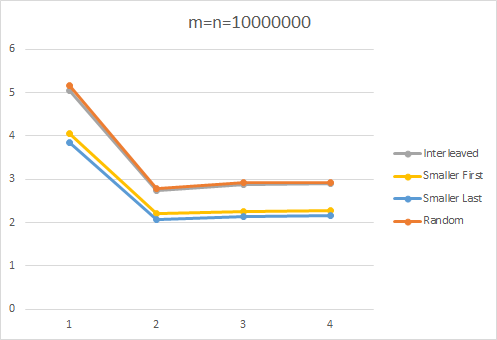 m=n=10000000
6
5
4
3
2
1
0
1 2 3 4
Interleaved
Smaller First
Smaller Last
Random